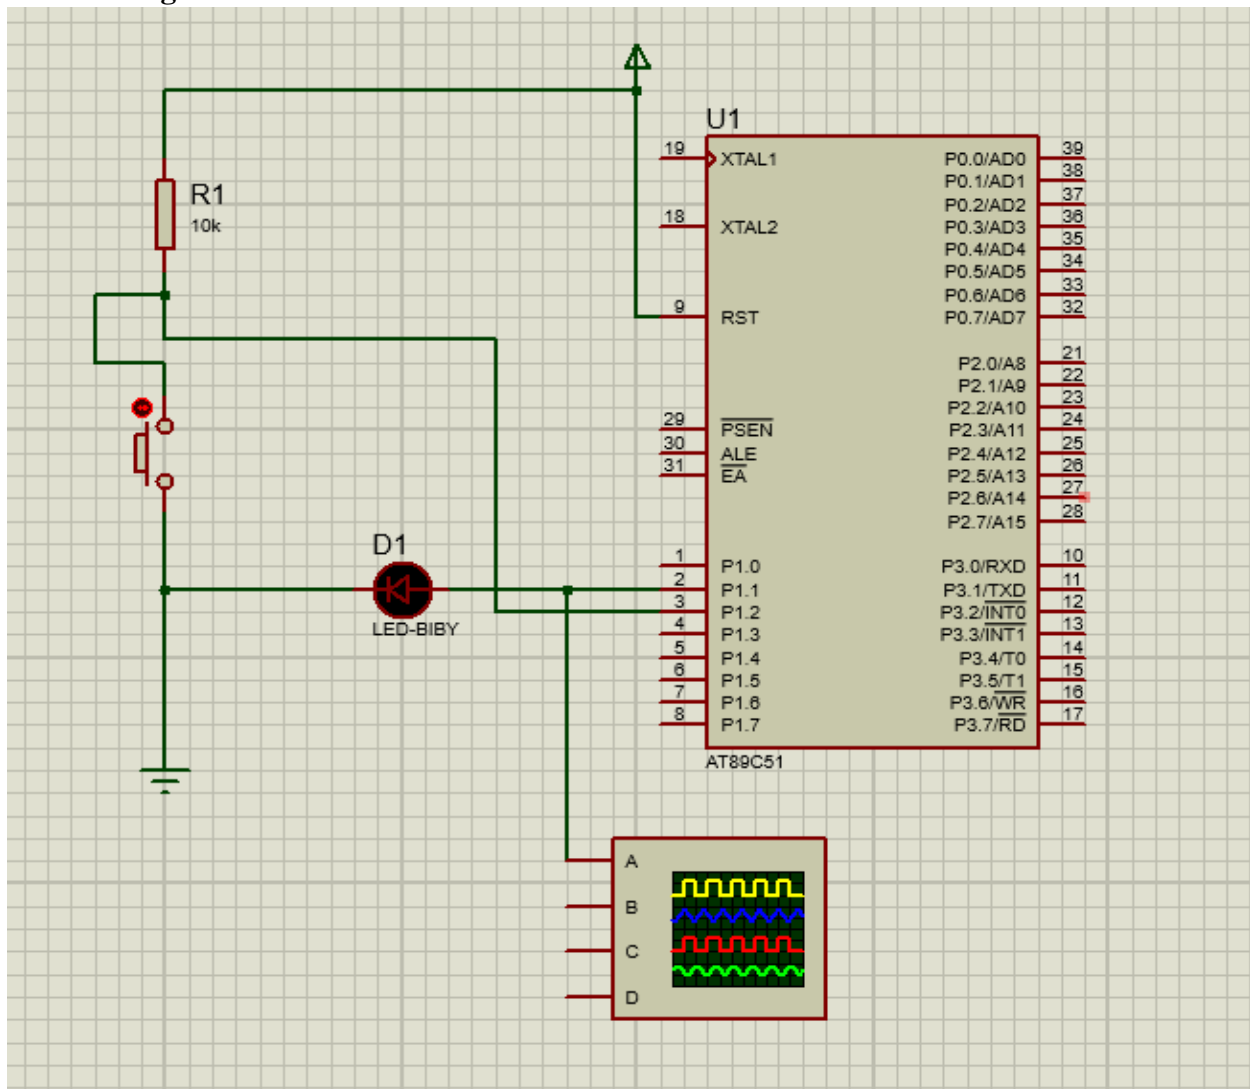 R1
10k
D1
LED-BIBY
U1
19 XTAL1
18 XTAL2
9 RST
29 PSEN
30 ALE
31 EA
1 P1.0
2 P1.1
3 P1.2
4 P1.3
5 P1.4
6 P1.5
7 P1.6
8 P1.7
P0.0/AD0 39
P0.1/AD1 38
P0.2/AD2 37
P0.3/AD3 36
P0.4/AD4 35
P0.5/AD5 34
P0.6/AD6 33
P0.7/AD7 32
P2.0/A8 21
P2.1/A9 22
P2.2/A10 23
P2.3/A11 24
P2.4/A12 25
P2.5/A13 26
P2.6/A14 27
P2.7/A15 28
P3.0/RXD 10
P3.1/TXD 11
P3.2/INT0 12
P3.3/INT1 13
P3.4/T0 14
P3.5/T1 15
P3.6/WR 16
P3.7/RD 17
AT89C51
A
B
C
D